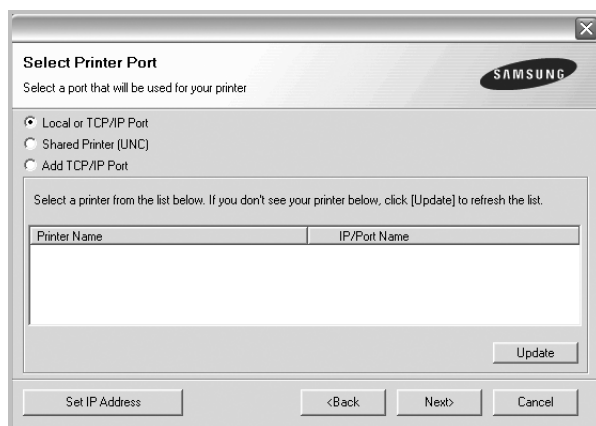 Select Printer Port
Select a port that will be used for your printer
SAMSUNG
Local or TCP/IP Port
Shared Printer (UNC)
Add TCP/IP Port
Select a printer from the list below. If you don't see your printer below, click [Update] to refresh the list.
Printer Name IP/Port Name
Update
Set IP Address <Back Next> Cancel